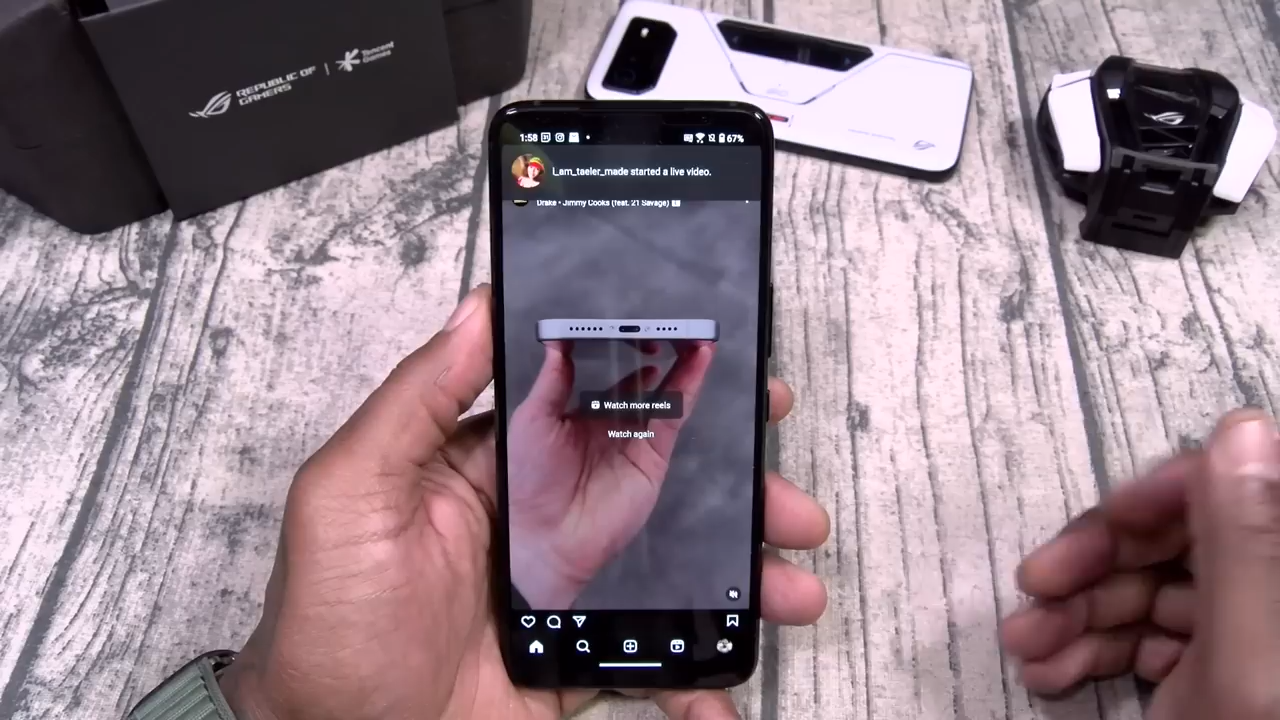 REPUBLIC OF
GAMERS
Tencent
Games
1:58
67%
i_am_taeler_made started a live video.
Drake • Jimmy Cooks (feat. 21 Savage)
Watch more reels
Watch again